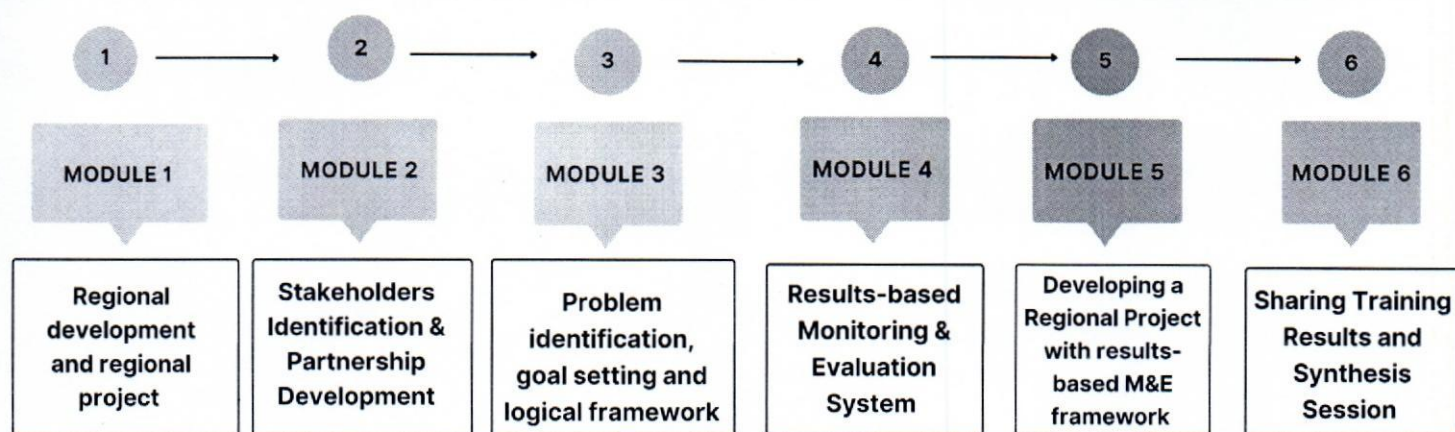 1
2
3
4
5
6
MODULE 1
MODULE 2
MODULE 3
MODULE 4
MODULE 5
MODULE 6
Regional
development
and regional
project
Stakeholders
Identification &
Partnership
Development
Problem
identification,
goal setting and
logical framework
Results-based
Monitoring &
Evaluation
System
Developing a
Regional Project
with results-
based M&E
framework
Sharing Training
Results and
Synthesis
Session